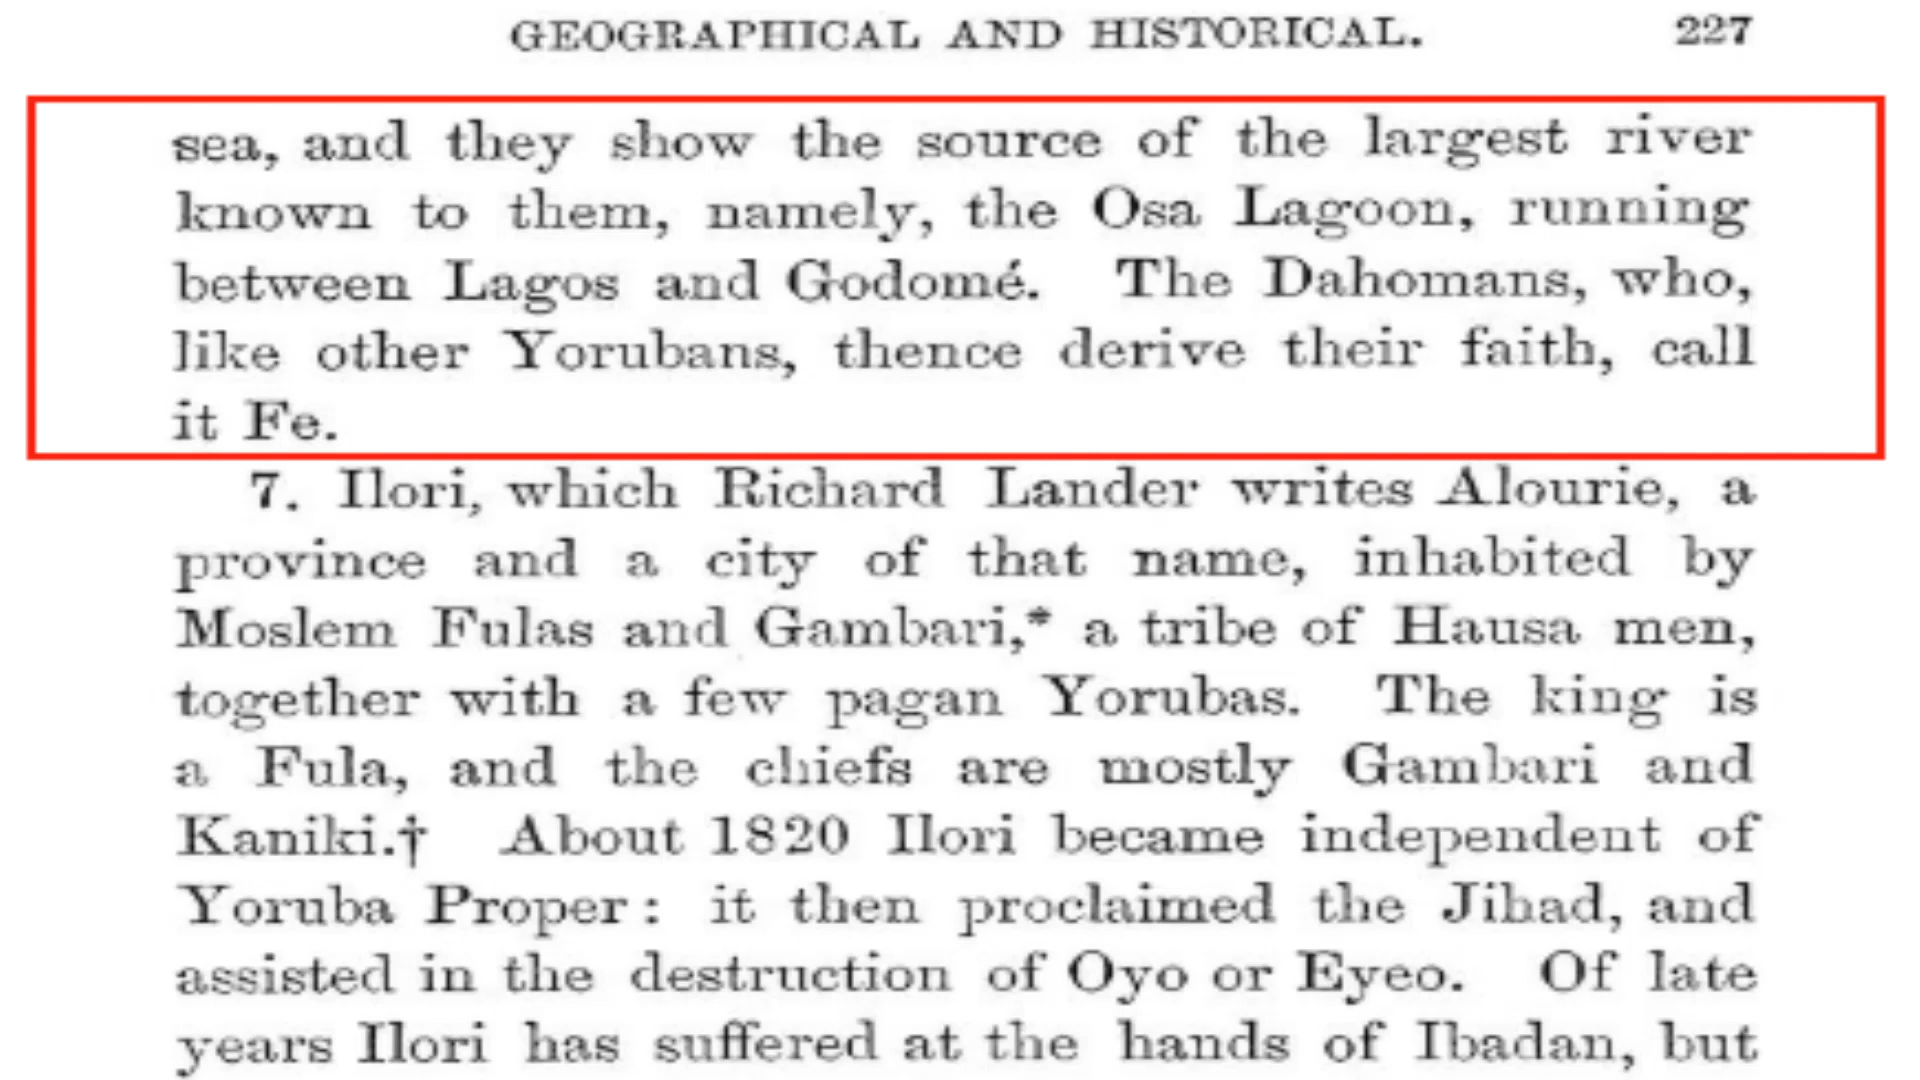 GEOGRAPHICAL AND HISTORICAL. 227
sea, and they show the source of the largest river
known to them, namely, the Osa Lagoon, running
between Lagos and Godomé. The Dahomans, who,
like other Yorubans, thence derive their faith, call
it Fe.
7. Ilori, which Richard Lander writes Alourie, a
province and a city of that name, inhabited by
Moslem Fulas and Gambari,* a tribe of Hausa men,
together with a few pagan Yorubas. The king is
a Fula, and the chiefs are mostly Gambari and
Kaniki.† About 1820 Ilori became independent of
Yoruba Proper: it then proclaimed the Jihad, and
assisted in the destruction of Oyo or Eyeo. Of late
years Ilori has suffered at the hands of Ibadan, but